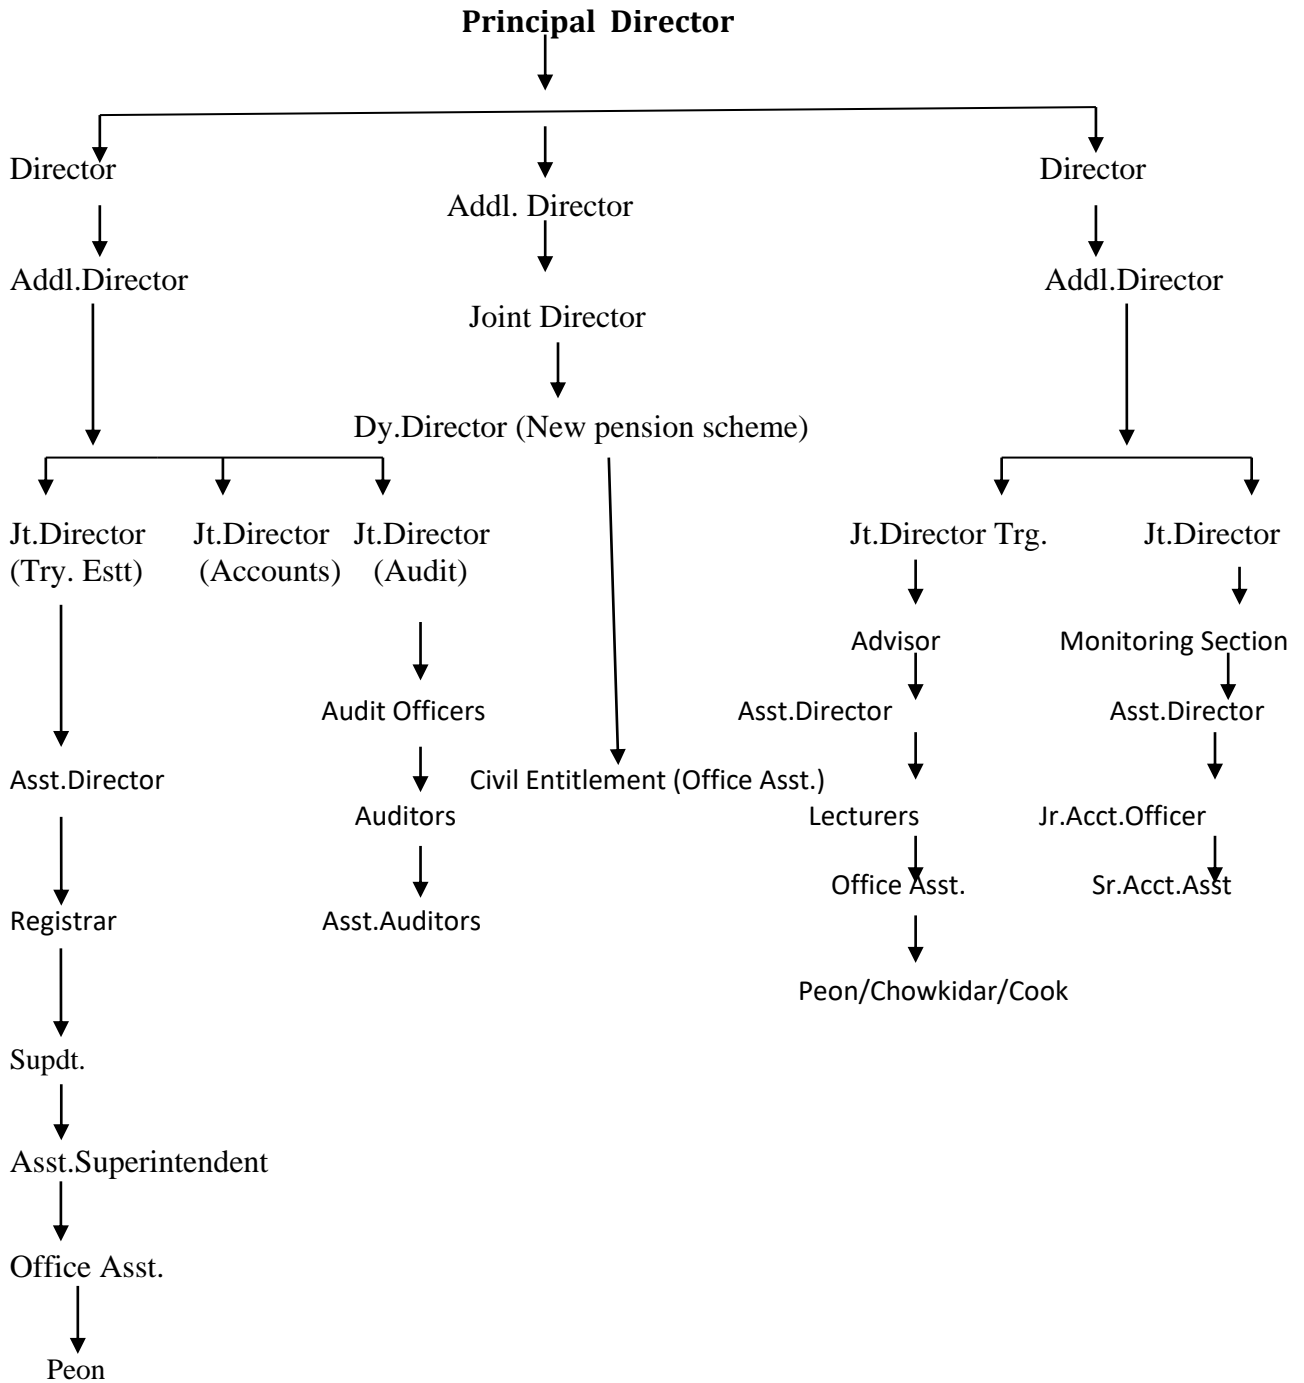 Principal Director
Director
Director
Addl. Director
Addl.Director
Addl.Director
Joint Director
Dy.Director (New pension scheme)
Jt.Director Jt.Director Jt.Director
(Try. Estt) (Accounts) (Audit)
Jt.Director Trg. Jt.Director
Advisor Monitoring Section
Audit Officers Asst.Director Asst.Director
Asst.Director Civil Entitlement (Office Asst.)
Auditors Lecturers Jr.Acct.Officer
Office Asst. Sr.Acct.Asst
Registrar Asst.Auditors
Peon/Chowkidar/Cook
Supdt.
Asst.Superintendent
Office Asst.
Peon